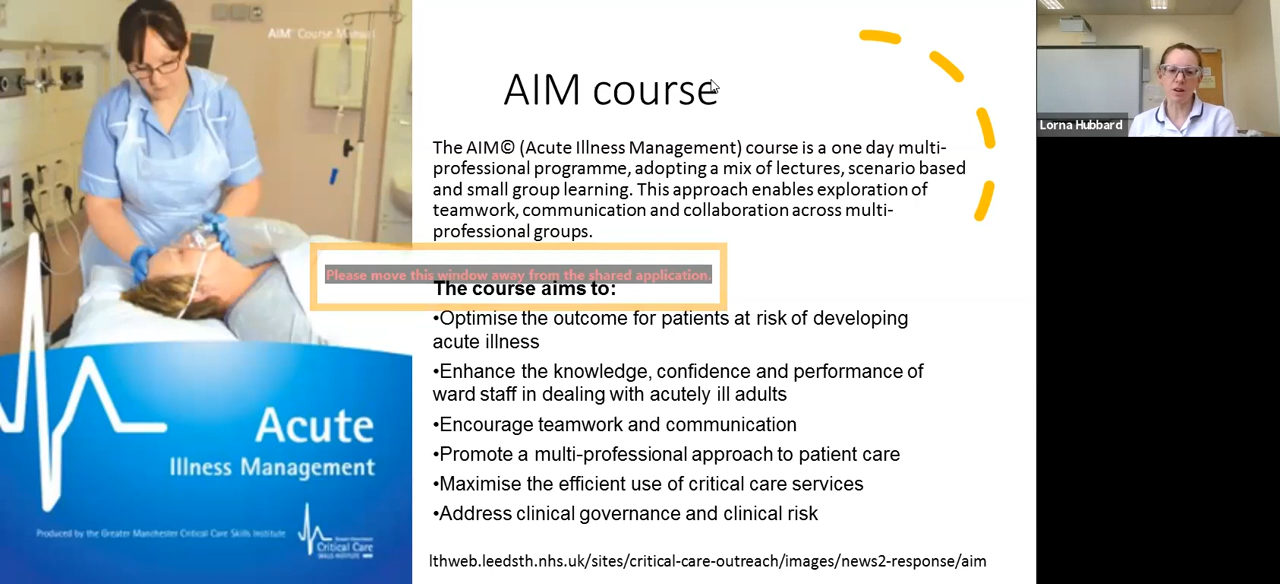 AIM Course Manual
AIM course
The AIM© (Acute Illness Management) course is a one day multi-
professional programme, adopting a mix of lectures, scenario based
and small group learning. This approach enables exploration of
teamwork, communication and collaboration across multi-
professional groups.
Please move this window away from the shared application.
The course aims to:
•Optimise the outcome for patients at risk of developing
acute illness
•Enhance the knowledge, confidence and performance of
ward staff in dealing with acutely ill adults
•Encourage teamwork and communication
•Promote a multi-professional approach to patient care
•Maximise the efficient use of critical care services
•Address clinical governance and clinical risk
lthweb.leedsth.nhs.uk/sites/critical-care-outreach/images/news2-response/aim
Acute
Illness Management
Produced by the Greater Manchester Critical Care Skills Institute
Critical Care
SKILLS INSTITUTE
Lorna Hubbard